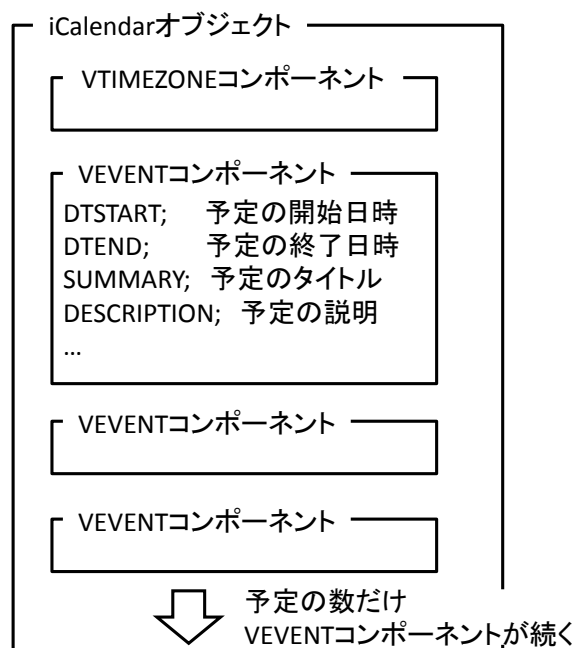 iCalendarオブジェクト
VTIMEZONEコンポーネント
VEVENTコンポーネント
DTSTART; 予定の開始日時
DTEND; 予定の終了日時
SUMMARY; 予定のタイトル
DESCRIPTION; 予定の説明
…
VEVENTコンポーネント
VEVENTコンポーネント
予定の数だけ
VEVENTコンポーネントが続く